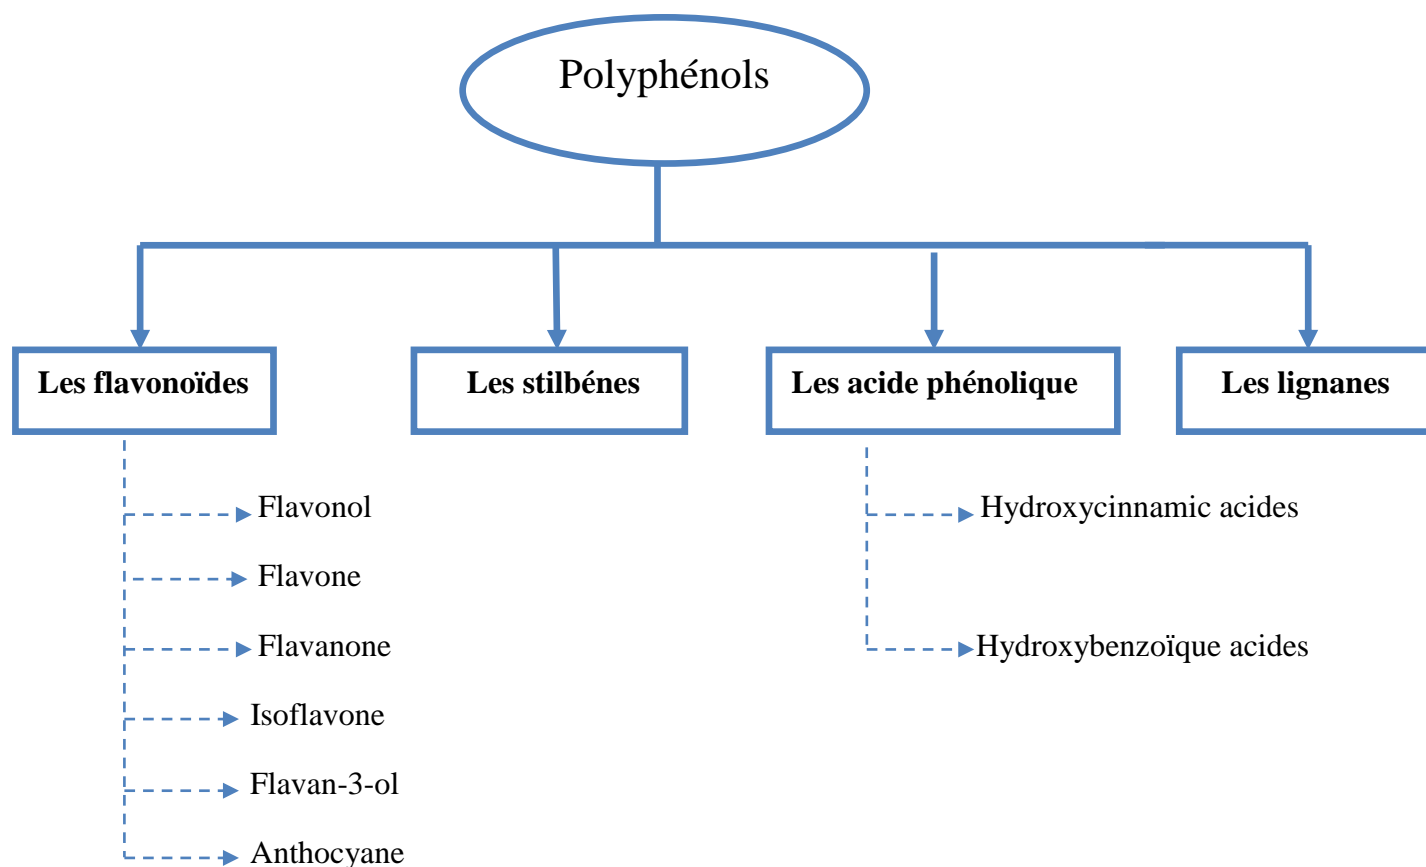 Polyphénols
Les flavonoïdes
Les stilbénes
Les acide phénolique
Les lignanes
Flavonol
Flavone
Flavanone
Isoflavone
Flavan-3-ol
Anthocyane
Hydroxycinnamic acides
Hydroxybenzoïque acides